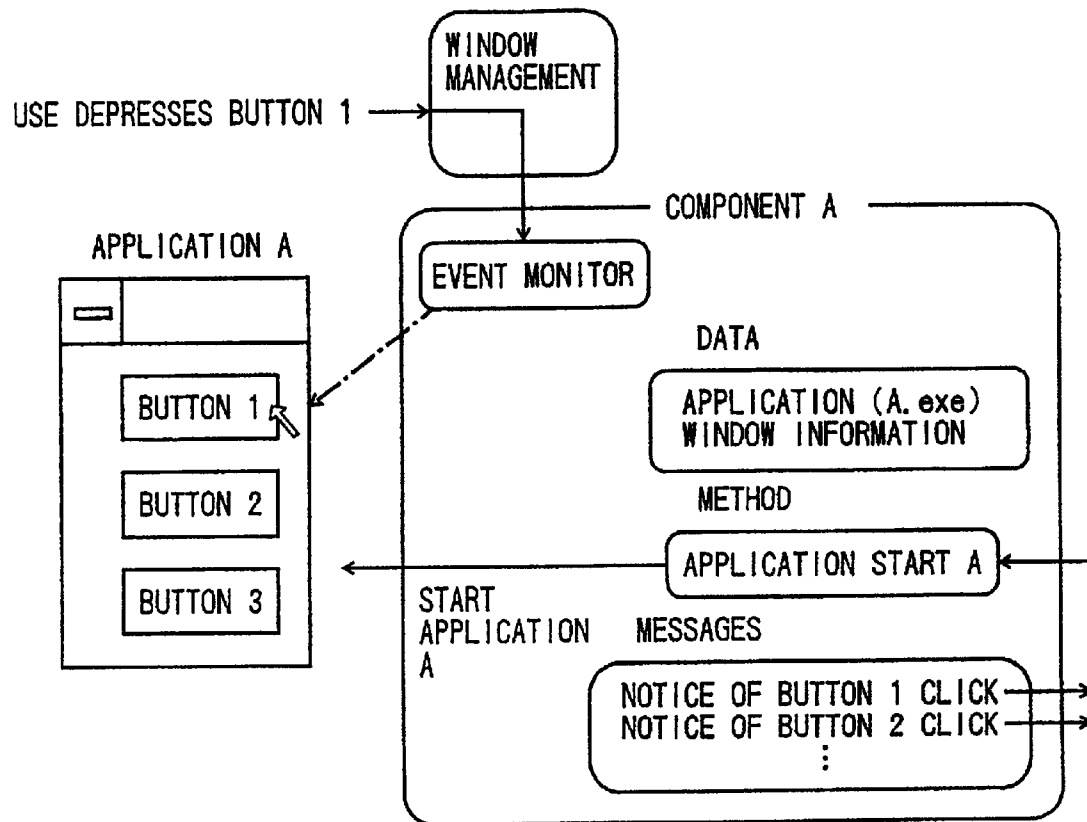 WINDOW
MANAGEMENT
USE DEPRESSES BUTTON 1
COMPONENT A
APPLICATION A
EVENT MONITOR
DATA
BUTTON 1
APPLICATION (A.exe)
WINDOW INFORMATION
BUTTON 2
METHOD
APPLICATION START A
BUTTON 3
START
APPLICATION
A
MESSAGES
NOTICE OF BUTTON 1 CLICK
NOTICE OF BUTTON 2 CLICK
⋮